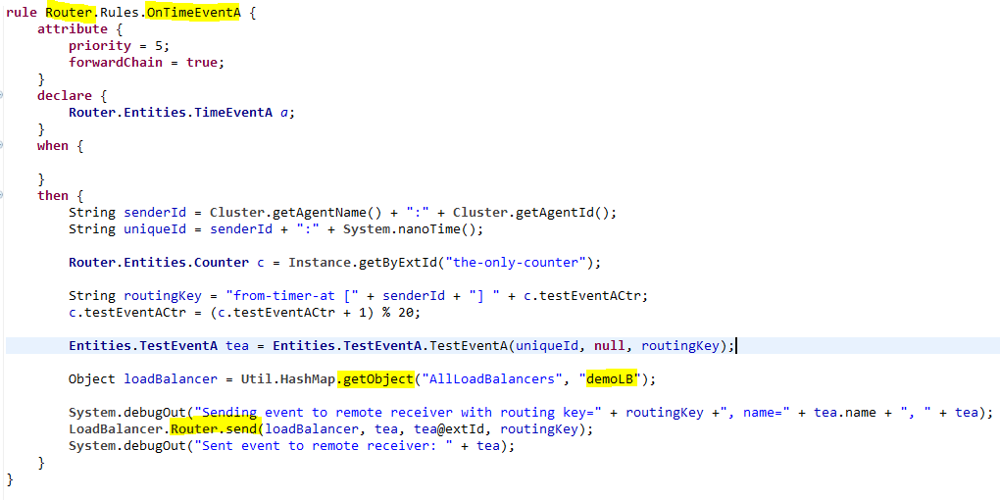 rule Router.Rules.OnTimeEventA {
attribute {
priority = 5;
forwardChain = true;
}
declare {
Router.Entities.TimeEventA a;
}
when {
}
then {
String senderId = Cluster.getAgentName() + ":" + Cluster.getAgentId();
String uniqueId = senderId + ":" + System.nanoTime();
Router.Entities.Counter c = Instance.getByExtId("the-only-counter");
String routingKey = "from-timer-at [" + senderId + "] " + c.testEventACtr;
c.testEventACtr = (c.testEventACtr + 1) % 20;
Entities.TestEventA tea = Entities.TestEventA.TestEventA(uniqueId, null, routingKey);
Object loadBalancer = Util.HashMap.getObject("AllLoadBalancers", "demoLB");
System.debugOut("Sending event to remote receiver with routing key=" + routingKey +", name=" + tea.name + ", " + tea);
LoadBalancer.Router.send(loadBalancer, tea, tea@extId, routingKey);
System.debugOut("Sent event to remote receiver: " + tea);
}
}